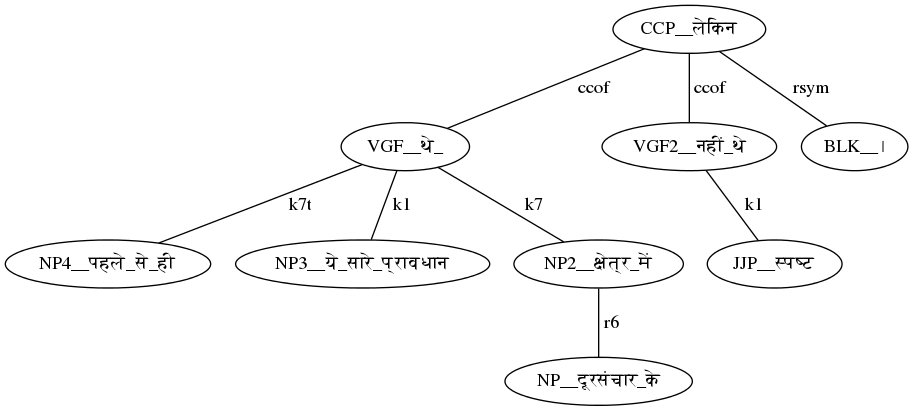 CCP__लेकिन
ccof ccof rsym
VGF__थे_ VGF2__नहीं_थे BLK__।
k7t k1 k7 k1
NP4__पहले_से_ही NP3__ये_सारे_प्रावधान NP2__क्षेत्र_में JJP__स्पष्ट
r6
NP__दूरसंचार_के